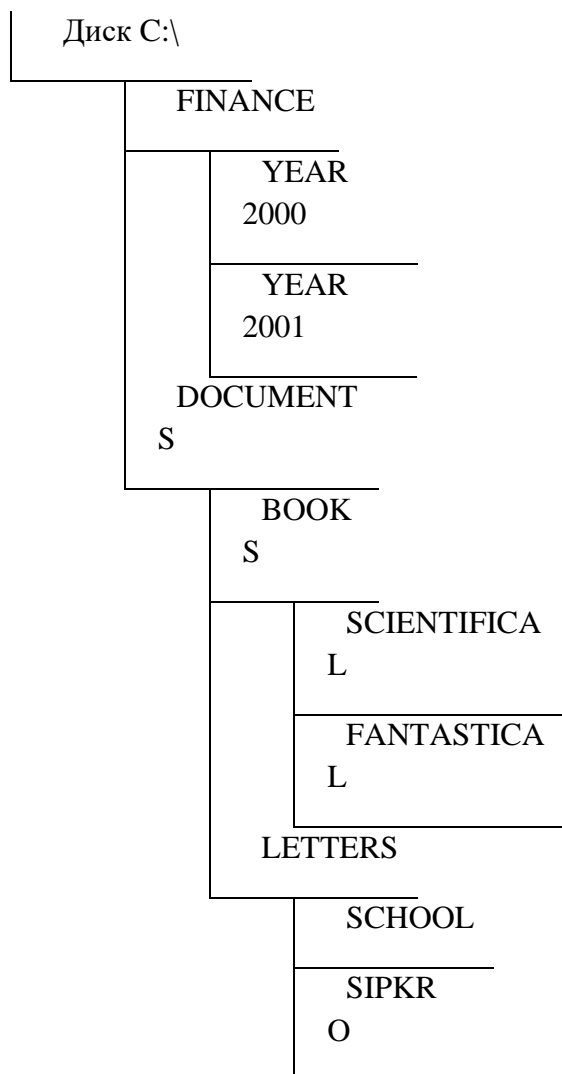 Диск C:\
FINANCE
YEAR
2000
YEAR
2001
DOCUMENT
S
BOOK
S
SCIENTIFICA
L
FANTASTICA
L
LETTERS
SCHOOL
SIPKR
O